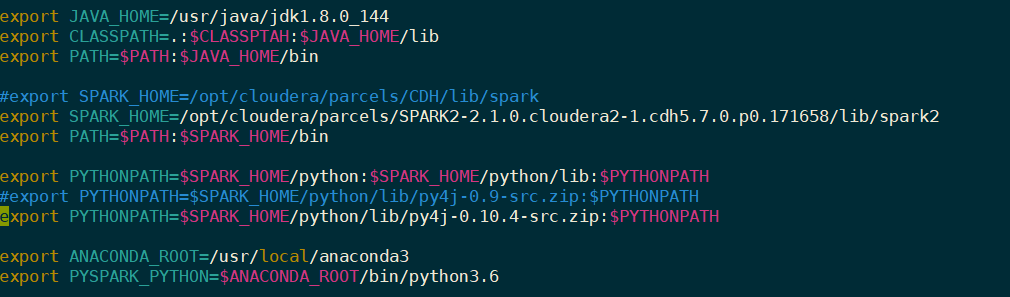 export JAVA_HOME=/usr/java/jdk1.8.0_144
export CLASSPATH=.:$CLASSPTAH:$JAVA_HOME/lib
export PATH=$PATH:$JAVA_HOME/bin
#export SPARK_HOME=/opt/cloudera/parcels/CDH/lib/spark
export SPARK_HOME=/opt/cloudera/parcels/SPARK2-2.1.0.cloudera2-1.cdh5.7.0.p0.171658/lib/spark2
export PATH=$PATH:$SPARK_HOME/bin
export PYTHONPATH=$SPARK_HOME/python:$SPARK_HOME/python/lib:$PYTHONPATH
#export PYTHONPATH=$SPARK_HOME/python/lib/py4j-0.9-src.zip:$PYTHONPATH
export PYTHONPATH=$SPARK_HOME/python/lib/py4j-0.10.4-src.zip:$PYTHONPATH
export ANACONDA_ROOT=/usr/local/anaconda3
export PYSPARK_PYTHON=$ANACONDA_ROOT/bin/python3.6